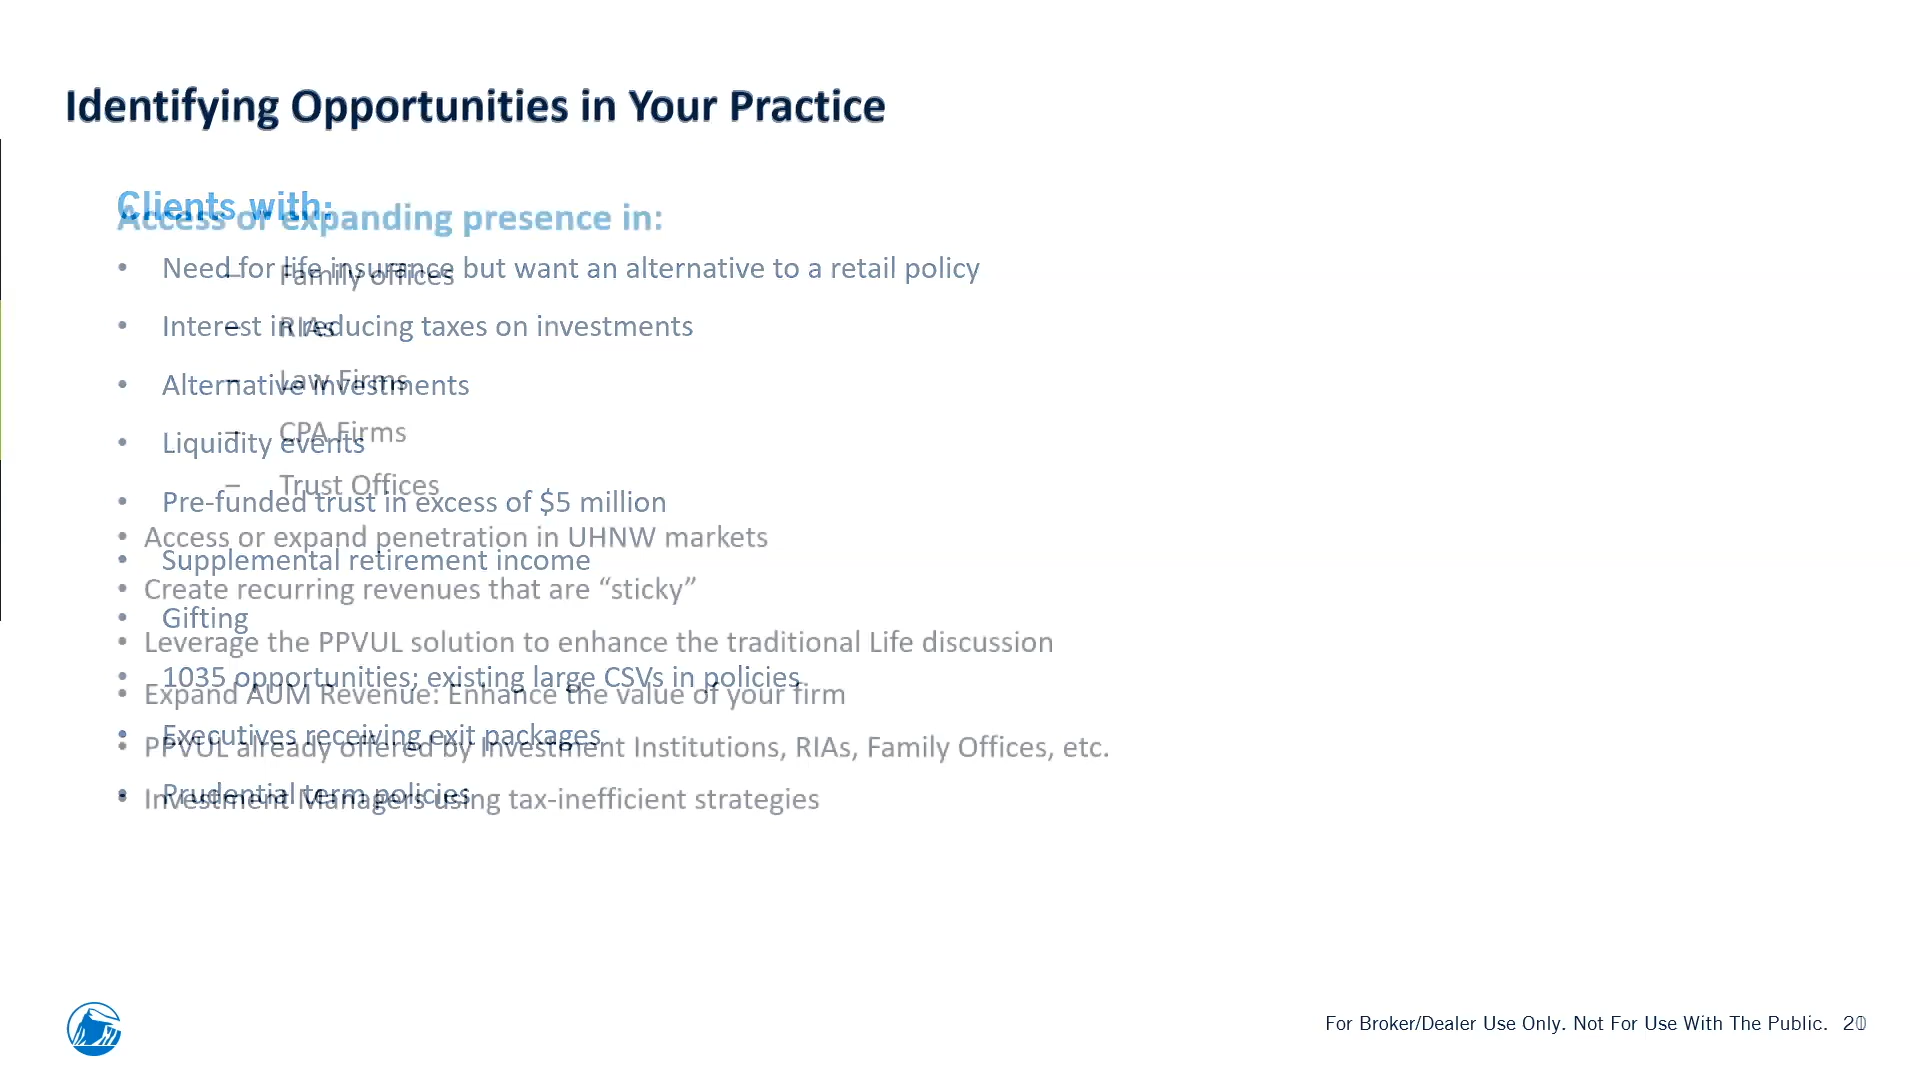 Identifying Opportunities in Your Practice
Clients with:
Access or expanding presence in:
• Need for life insurance but want an alternative to a retail policy
– Family offices
• Interest in reducing taxes on investments
– RIAs
– Law Firms
• Alternative investments
– CPA Firms
• Liquidity events
– Trust Offices
• Pre-funded trust in excess of $5 million
• Access or expand penetration in UHNW markets
• Supplemental retirement income
• Create recurring revenues that are “sticky”
• Gifting
• Leverage the PPVUL solution to enhance the traditional Life discussion
• 1035 opportunities; existing large CSVs in policies
• Expand AUM Revenue: Enhance the value of your firm
• Executives receiving exit packages
• PPVUL already offered by Investment Institutions, RIAs, Family Offices, etc.
• Prudential term policies
• Investment Managers using tax-inefficient strategies
For Broker/Dealer Use Only. Not For Use With The Public.